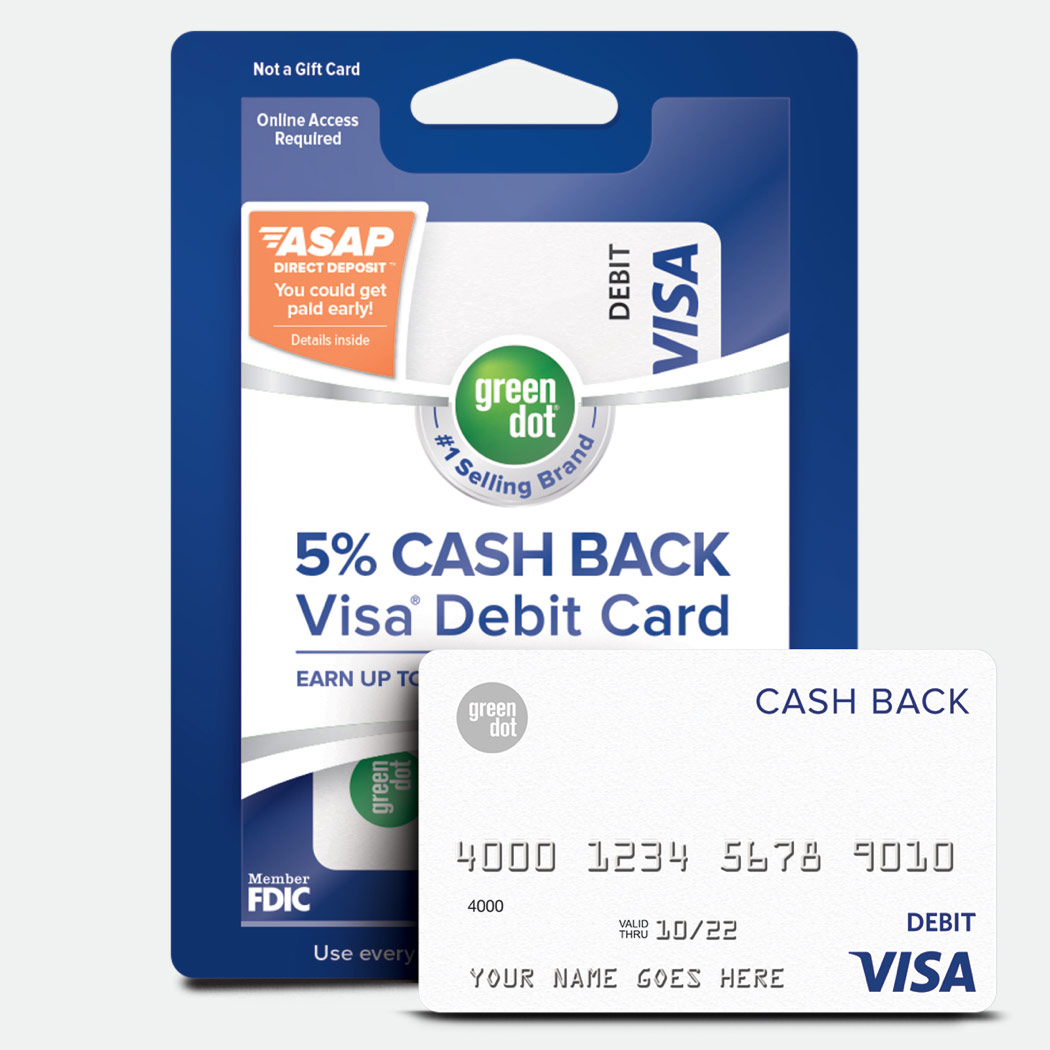 Not a Gift Card
Online Access
Required
ASAP
DIRECT DEPOSIT™
You could get
paid early!
Details inside
DEBIT
VISA
green
dot®
#1 Selling Brand
5% CASH BACK
Visa® Debit Card
EARN UP TO
green
dot
Member
FDIC
Use every
green
dot
CASH BACK
4000 1234 5678 9010
4000
VALID
THRU 10/22
DEBIT
YOUR NAME GOES HERE
VISA